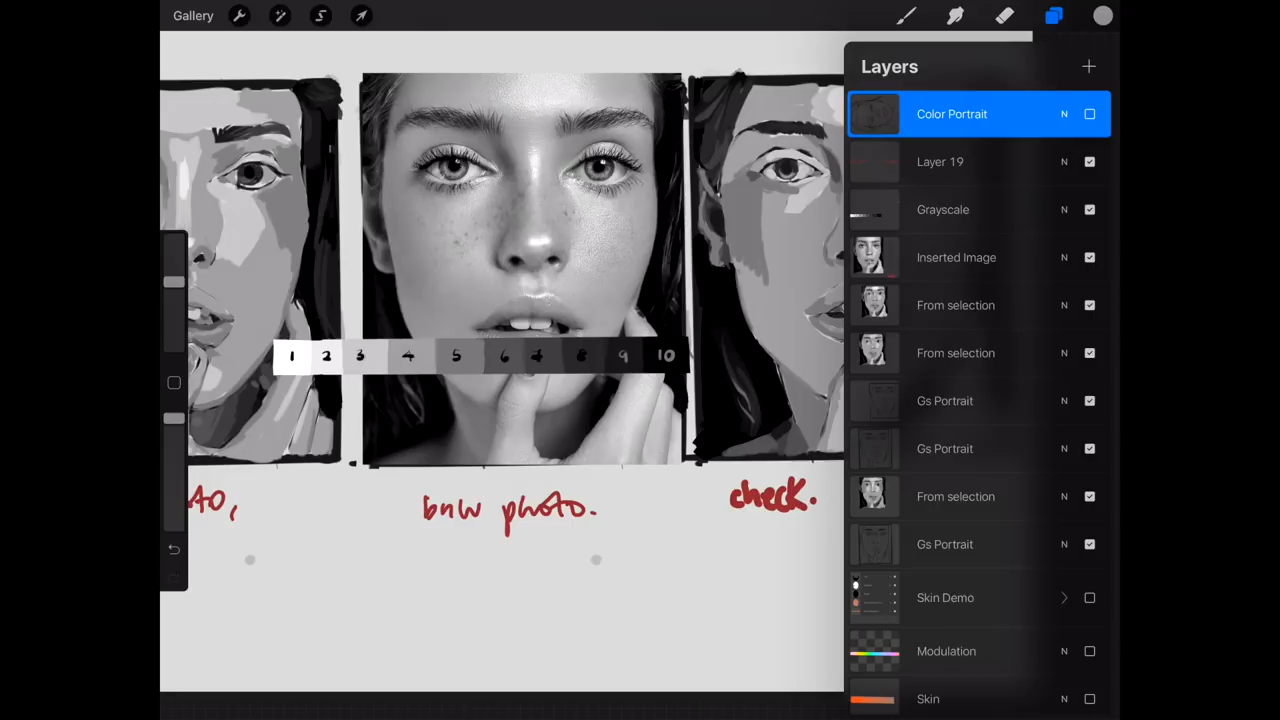 Gallery
Layers
Color Portrait N
Layer 19 N
Grayscale N
Inserted Image N
From selection N
From selection N
Gs Portrait N
Gs Portrait N
From selection N
Gs Portrait N
Skin Demo
Modulation N
Skin N
1 2 3 4 5 6 7 8 9 10
bnw photo.
check.